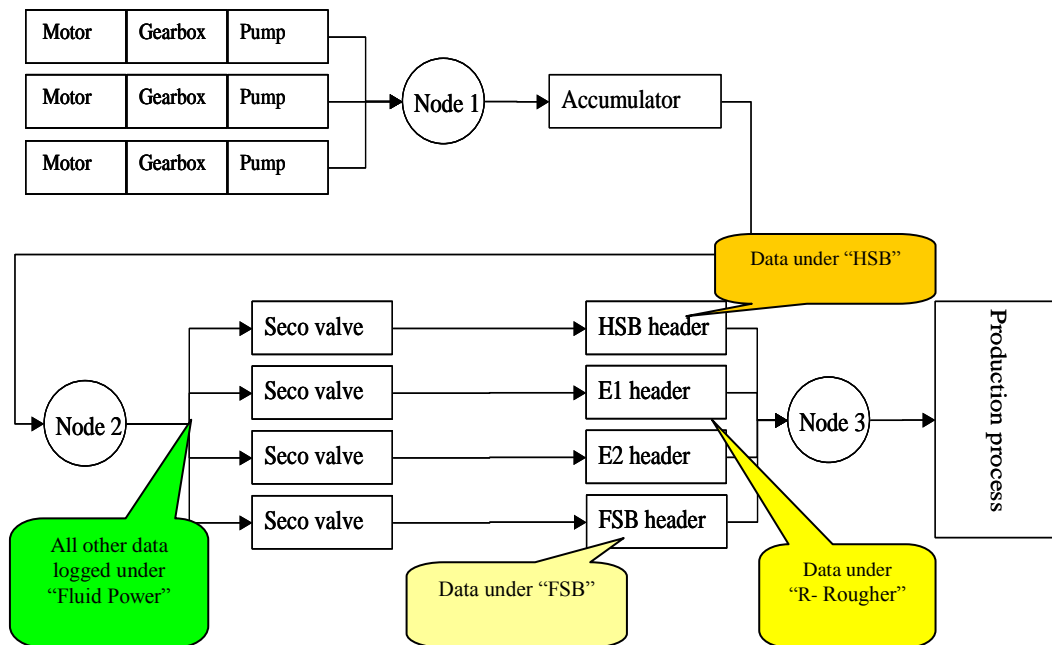 Motor Gearbox Pump
Motor Gearbox Pump
Motor Gearbox Pump
Node 1
Accumulator
Data under “HSB”
Seco valve
HSB header
Seco valve
E1 header
Seco valve
E2 header
Seco valve
FSB header
Node 2
Node 3
Production process
All other data
logged under
“Fluid Power”
Data under “FSB”
Data under
“R- Rougher”